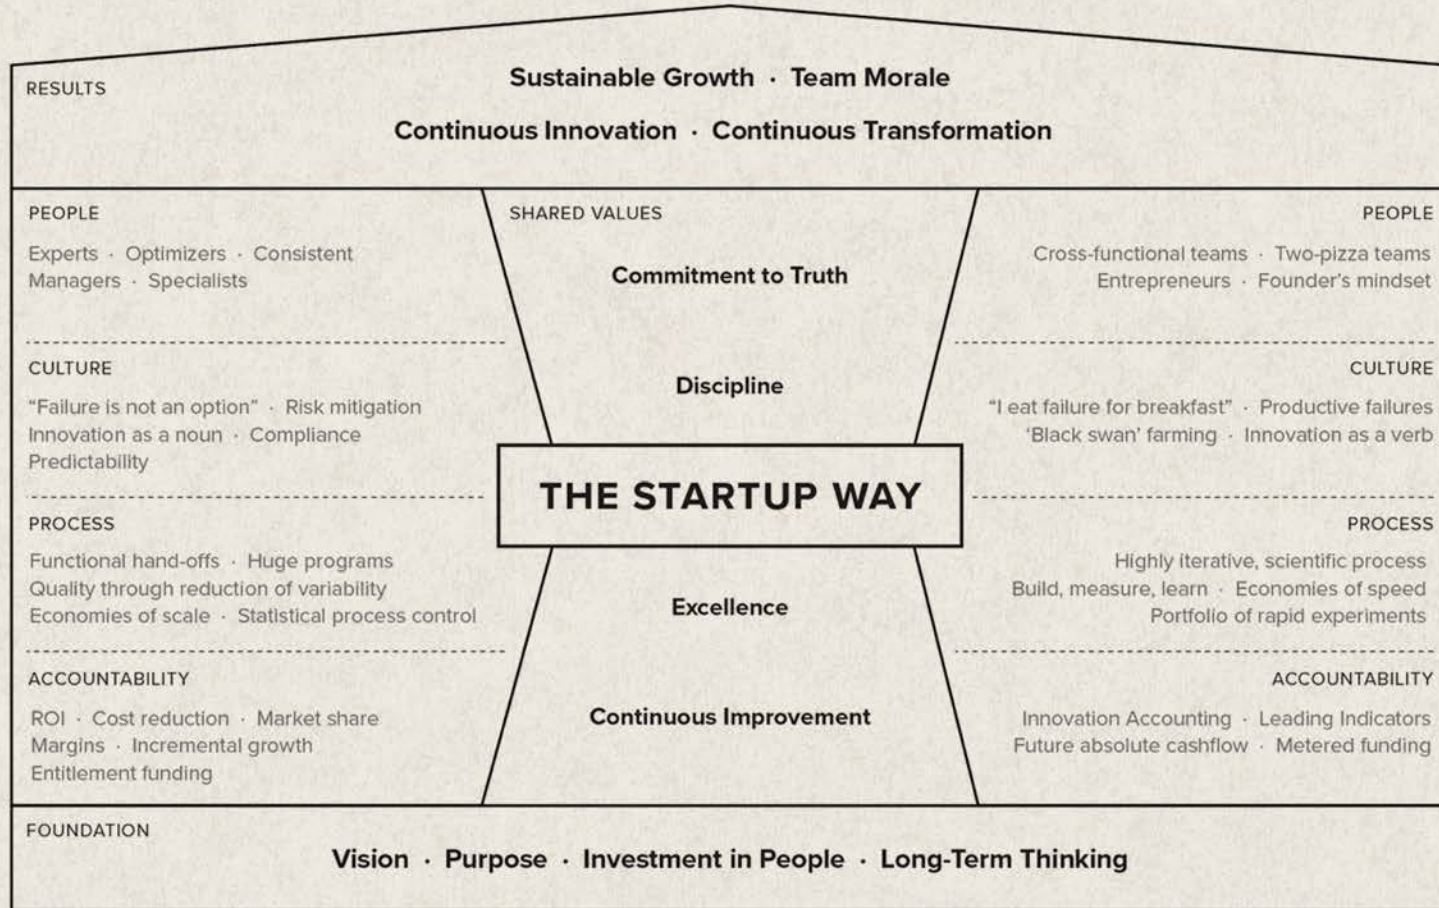 RESULTS
Sustainable Growth · Team Morale
Continuous Innovation · Continuous Transformation
PEOPLE
Experts · Optimizers · Consistent
Managers · Specialists
CULTURE
“Failure is not an option” · Risk mitigation
Innovation as a noun · Compliance
Predictability
PROCESS
Functional hand-offs · Huge programs
Quality through reduction of variability
Economies of scale · Statistical process control
ACCOUNTABILITY
ROI · Cost reduction · Market share
Margins · Incremental growth
Entitlement funding
SHARED VALUES
Commitment to Truth
Discipline
THE STARTUP WAY
Excellence
Continuous Improvement
PEOPLE
Cross-functional teams · Two-pizza teams
Entrepreneurs · Founder’s mindset
CULTURE
“I eat failure for breakfast” · Productive failures
‘Black swan’ farming · Innovation as a verb
PROCESS
Highly iterative, scientific process
Build, measure, learn · Economies of speed
Portfolio of rapid experiments
ACCOUNTABILITY
Innovation Accounting · Leading Indicators
Future absolute cashflow · Metered funding
FOUNDATION
Vision · Purpose · Investment in People · Long-Term Thinking